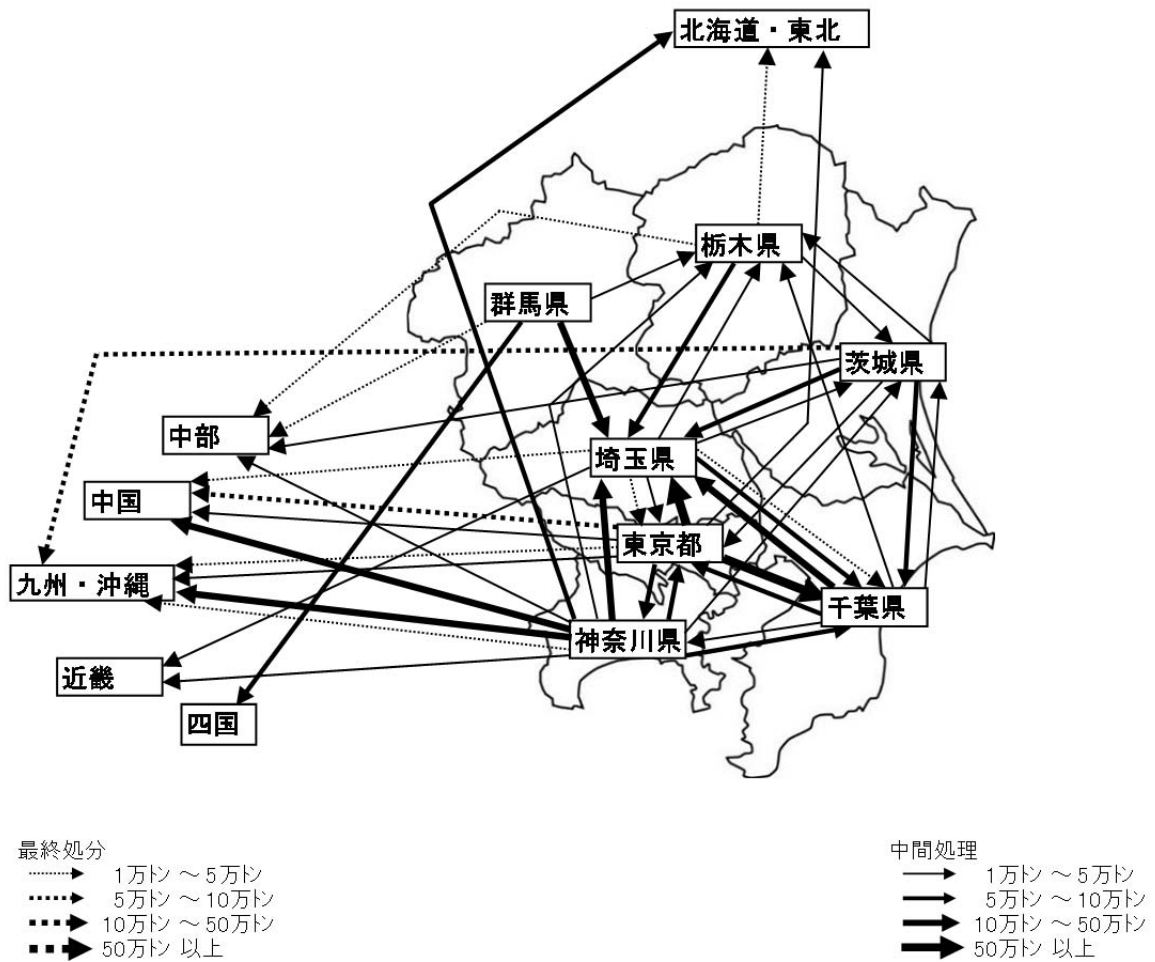 北海道・東北
栃木県
群馬県
茨城県
中部
埼玉県
中国
東京都
九州・沖縄
千葉県
神奈川県
近畿
四国
最終処分
1万トン ～ 5万トン
5万トン ～ 10万トン
10万トン ～ 50万トン
50万トン 以上
中間処理
1万トン ～ 5万トン
5万トン ～ 10万トン
10万トン ～ 50万トン
50万トン 以上